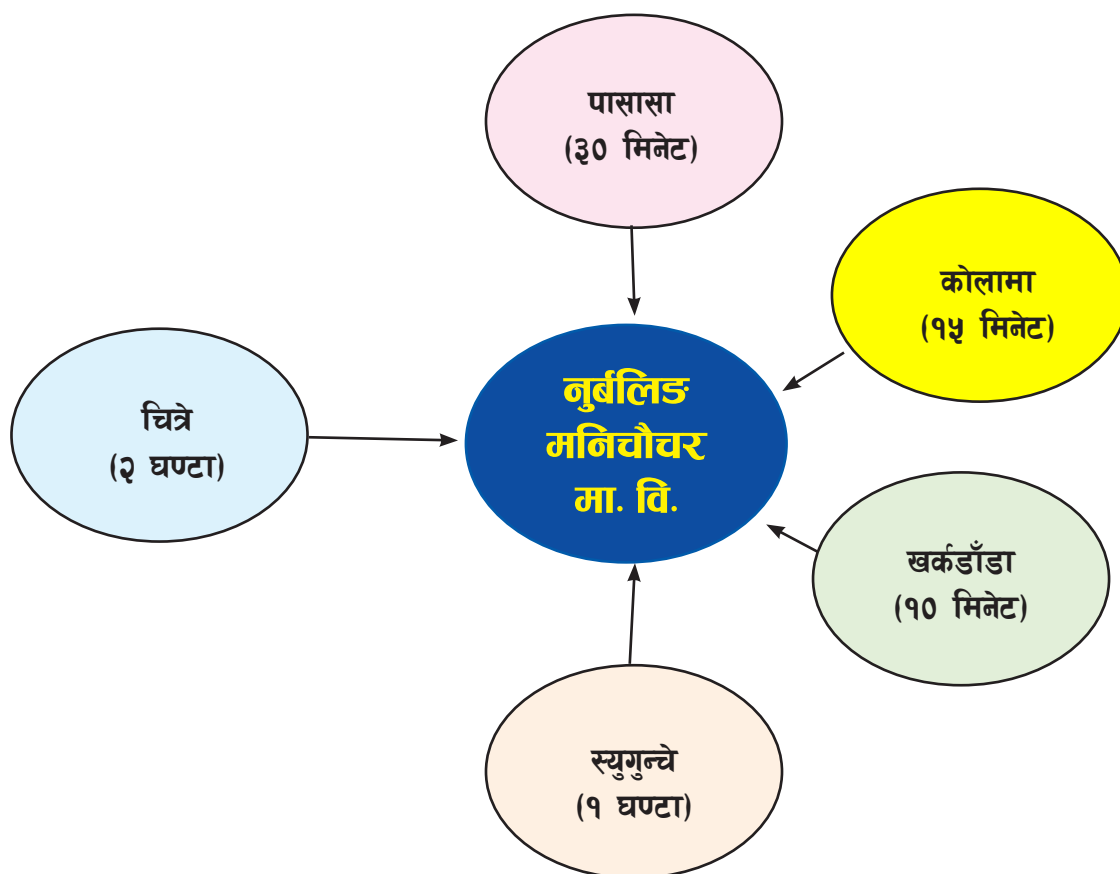 पासासा
(३० मिनेट)
कोलामा
(१५ मिनेट)
नुर्बलिङ
मनिचौचर
मा. वि.
चित्रे
(२ घण्टा)
खर्कडाँडा
(१० मिनेट)
स्युगुन्चे
(१ घण्टा)